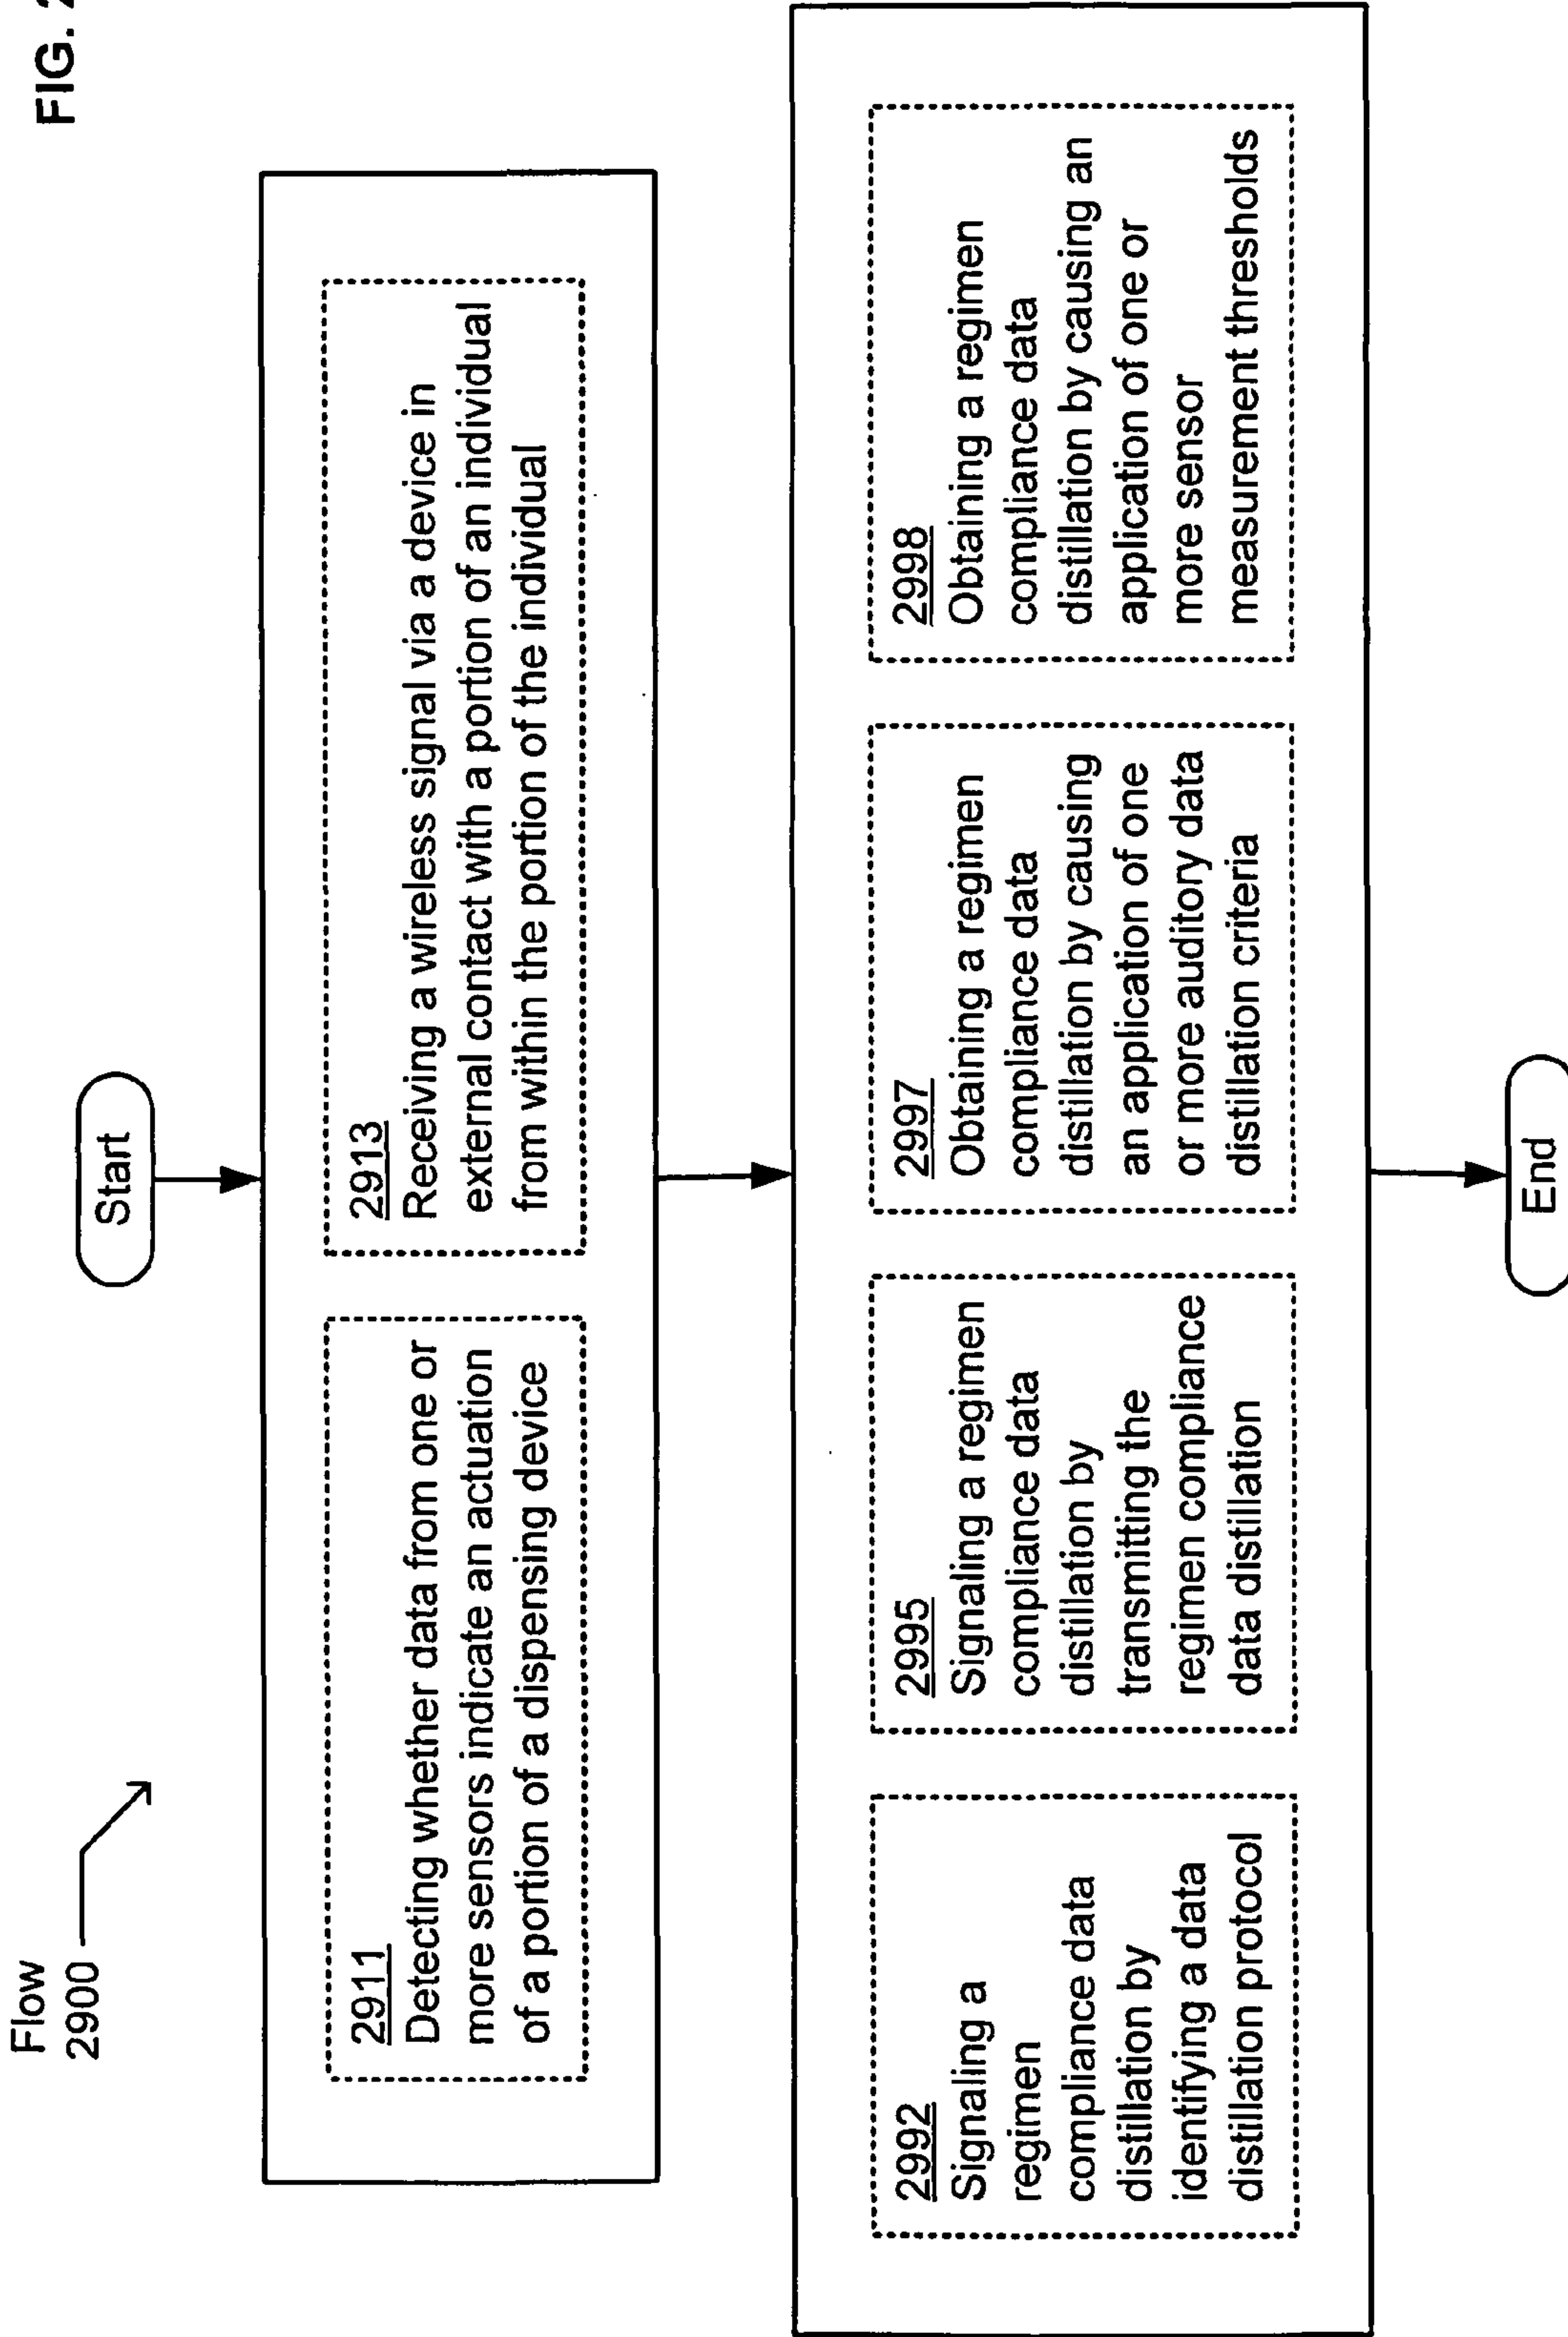 FIG. 2
Flow
2900
Start
2911
Detecting whether data from one or
more sensors indicate an actuation
of a portion of a dispensing device
2913
Receiving a wireless signal via a device in
external contact with a portion of an individual
from within the portion of the individual
2992
Signaling a
regimen
compliance data
distillation by
identifying a data
distillation protocol
2995
Signaling a regimen
compliance data
distillation by
transmitting the
regimen compliance
data distillation
2997
Obtaining a regimen
compliance data
distillation by causing
an application of one
or more auditory data
distillation criteria
2998
Obtaining a regimen
compliance data
distillation by causing an
application of one or
more sensor
measurement thresholds
End